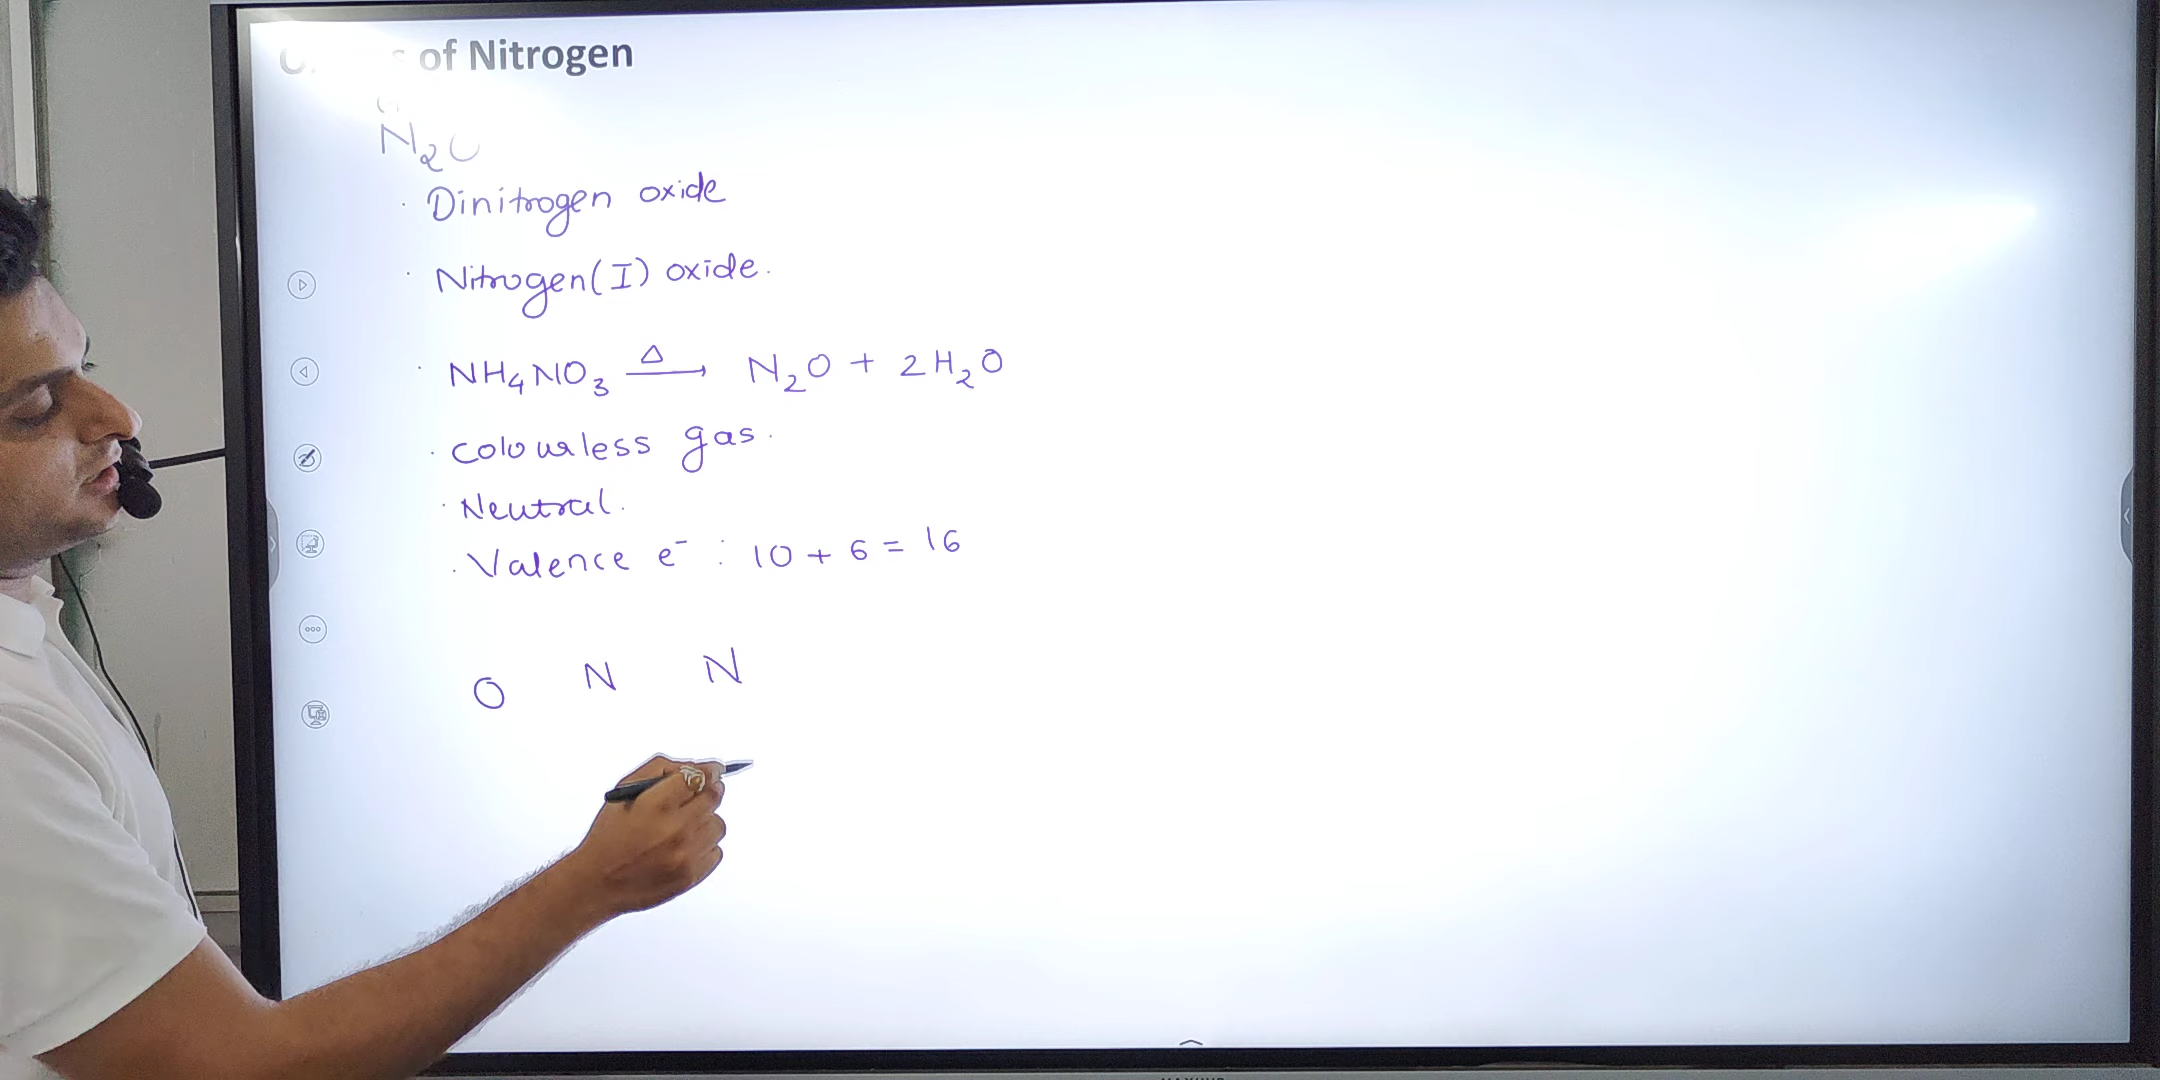 of Nitrogen
N₂O
· Dinitrogen oxide
· Nitrogen(I) oxide.
· NH₄NO₃ —Δ→ N₂O + 2H₂O
· colourless gas.
· Neutral.
· Valence e⁻ : 10 + 6 = 16
O N N